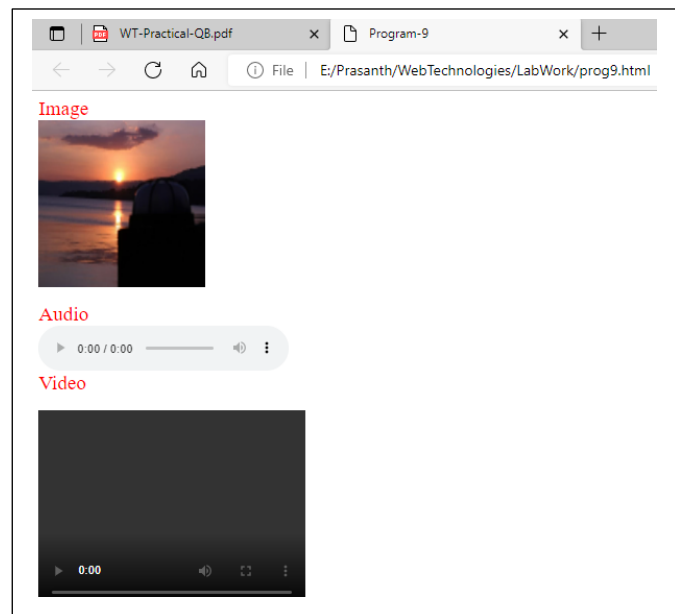 PDF WT-Practical-QB.pdf Program-9
File E:/Prasanth/WebTechnologies/LabWork/prog9.html
Image
Audio
0:00 / 0:00
Video
0:00